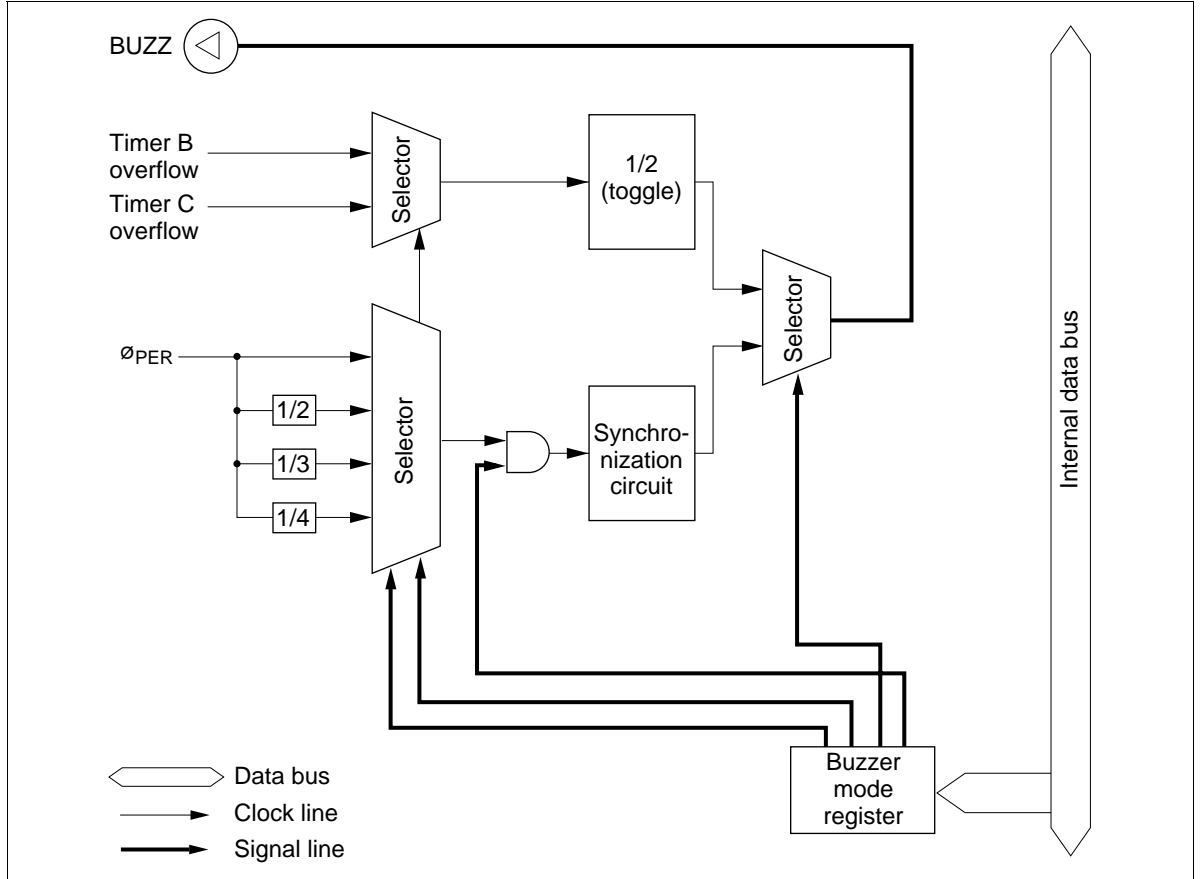 BUZZ
Timer B
overflow
Timer C
overflow
Selector
1/2
(toggle)
Selector
øPER
1/2
1/3
1/4
Selector
Synchro-
nization
circuit
Internal data bus
Buzzer
mode
register
Data bus
Clock line
Signal line